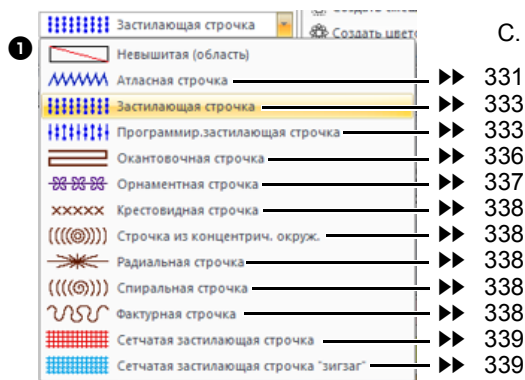 Застилающая строчка
Создать цвет
С.
❶
Невышитая (область)
Атласная строчка ▶▶ 331
Застилающая строчка ▶▶ 333
Программир.застилающая строчка ▶▶ 333
Окантовочная строчка ▶▶ 336
Орнаментная строчка ▶▶ 337
Крестовидная строчка ▶▶ 338
Строчка из концентрич. окруж. ▶▶ 338
Радиальная строчка ▶▶ 338
Спиральная строчка ▶▶ 338
Фактурная строчка ▶▶ 338
Сетчатая застилающая строчка ▶▶ 339
Сетчатая застилающая строчка "зигзаг" ▶▶ 339